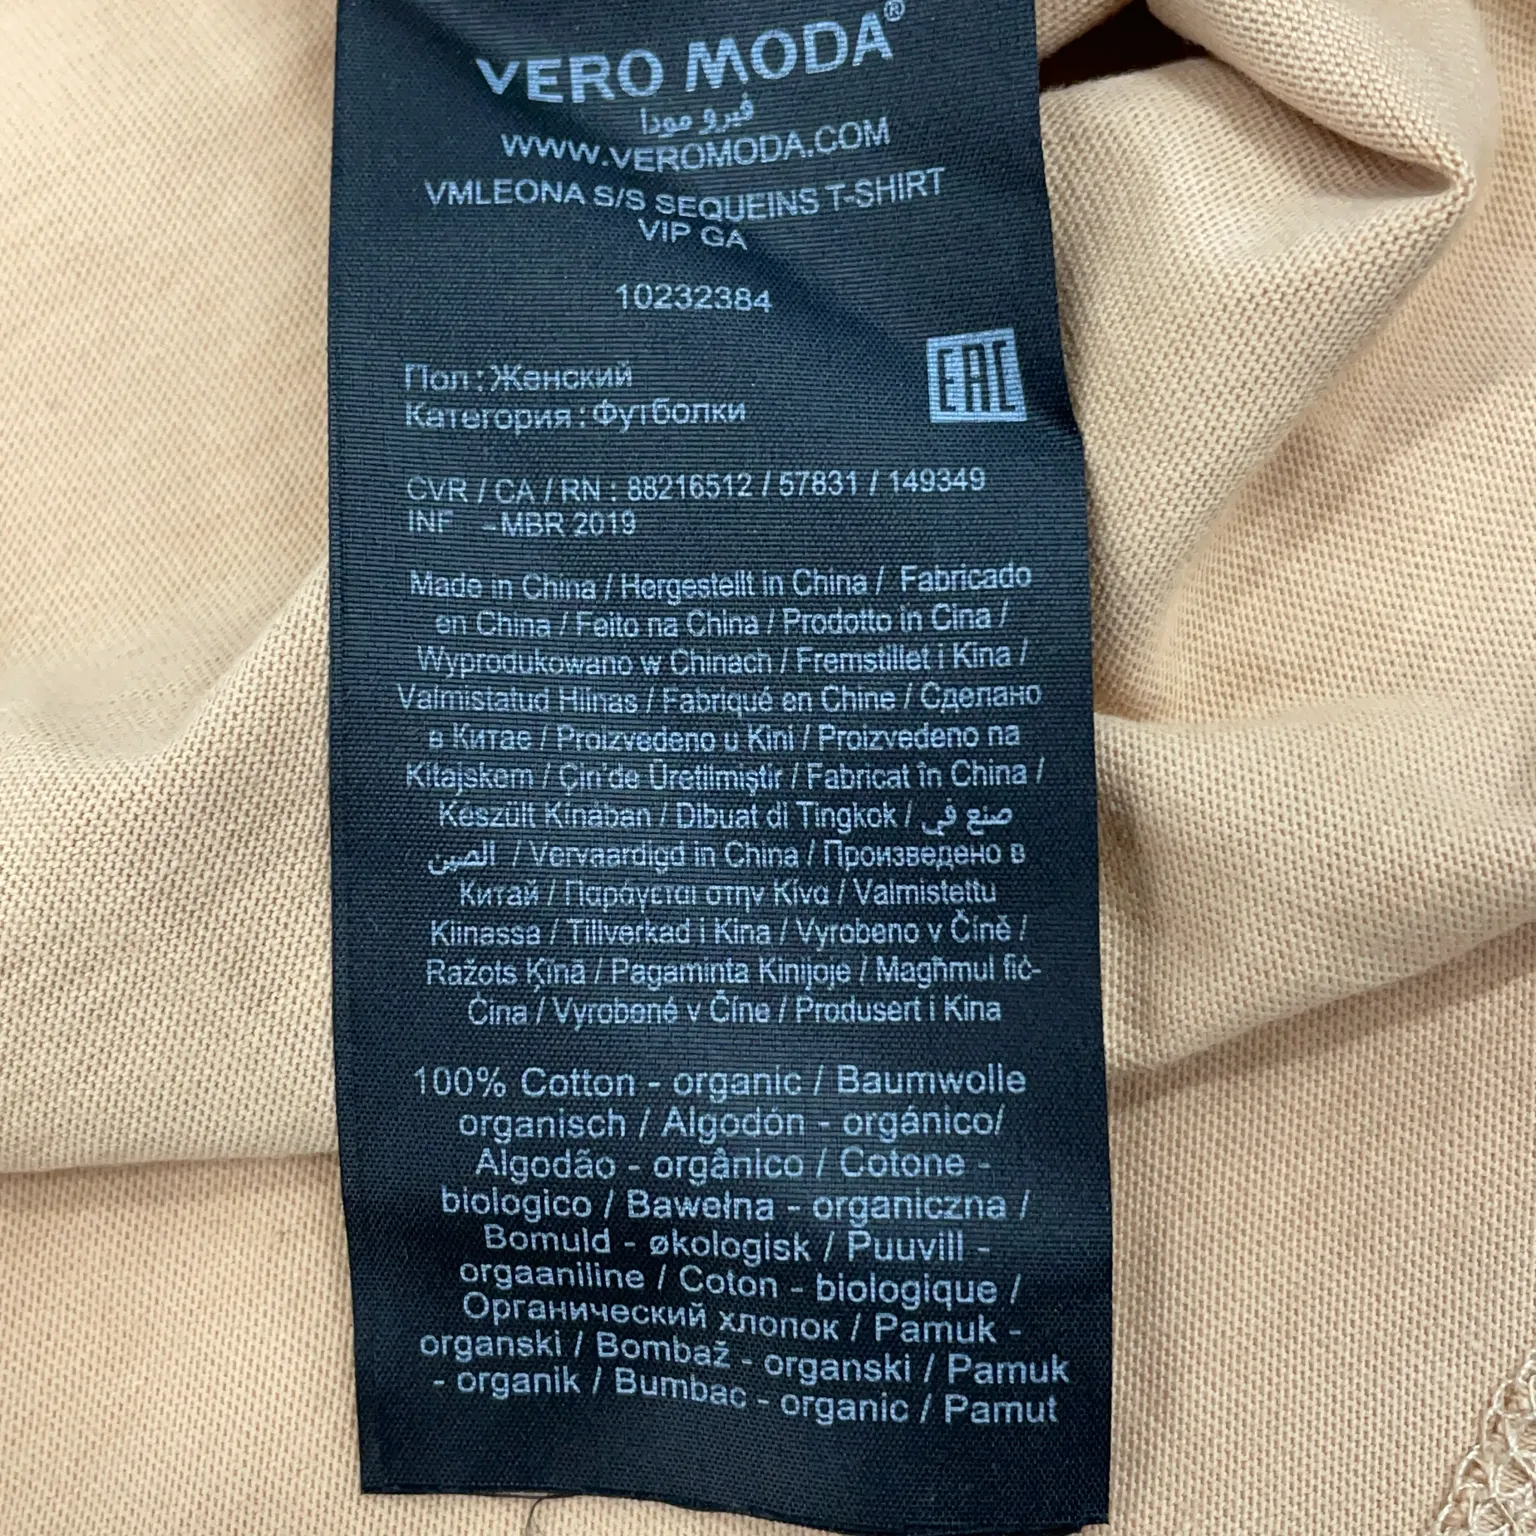 VERO MODA®
فيرو مودا
WWW.VEROMODA.COM
VMLEONA S/S SEQUEINS T-SHIRT
VIP GA
10232384
EAC
Пол : Женский
Категория : Футболки
CVR / CA / RN : 88216512 / 57831 / 149349
INF -MBR 2019
Made in China / Hergestellt in China / Fabricado
en China / Feito na China / Prodotto in Cina /
Wyprodukowano w Chinach / Fremstillet i Kina /
Valmistatud Hiinas / Fabriqué en Chine / Сделано
в Китае / Proizvedeno u Kini / Proizvedeno na
Kitajskem / Çin'de Üretilmiştir / Fabricat în China /
Készült Kínában / Dibuat di Tingkok / صنع في
الصين / Vervaardigd in China / Произведено в
Китай / Παράγεται στην Κίνα / Valmistettu
Kiinassa / Tillverkad i Kina / Vyrobeno v Číně /
Ražots Ķīnā / Pagaminta Kinijoje / Magħmul fiċ-
Ċina / Vyrobené v Číne / Produsert i Kina
100% Cotton - organic / Baumwolle
organisch / Algodón - orgánico/
Algodão - orgânico / Cotone -
biologico / Bawełna - organiczna /
Bomuld - økologisk / Puuvill -
orgaaniline / Coton - biologique /
Органический хлопок / Pamuk -
organski / Bombaž - organski / Pamuk
- organik / Bumbac - organic / Pamut